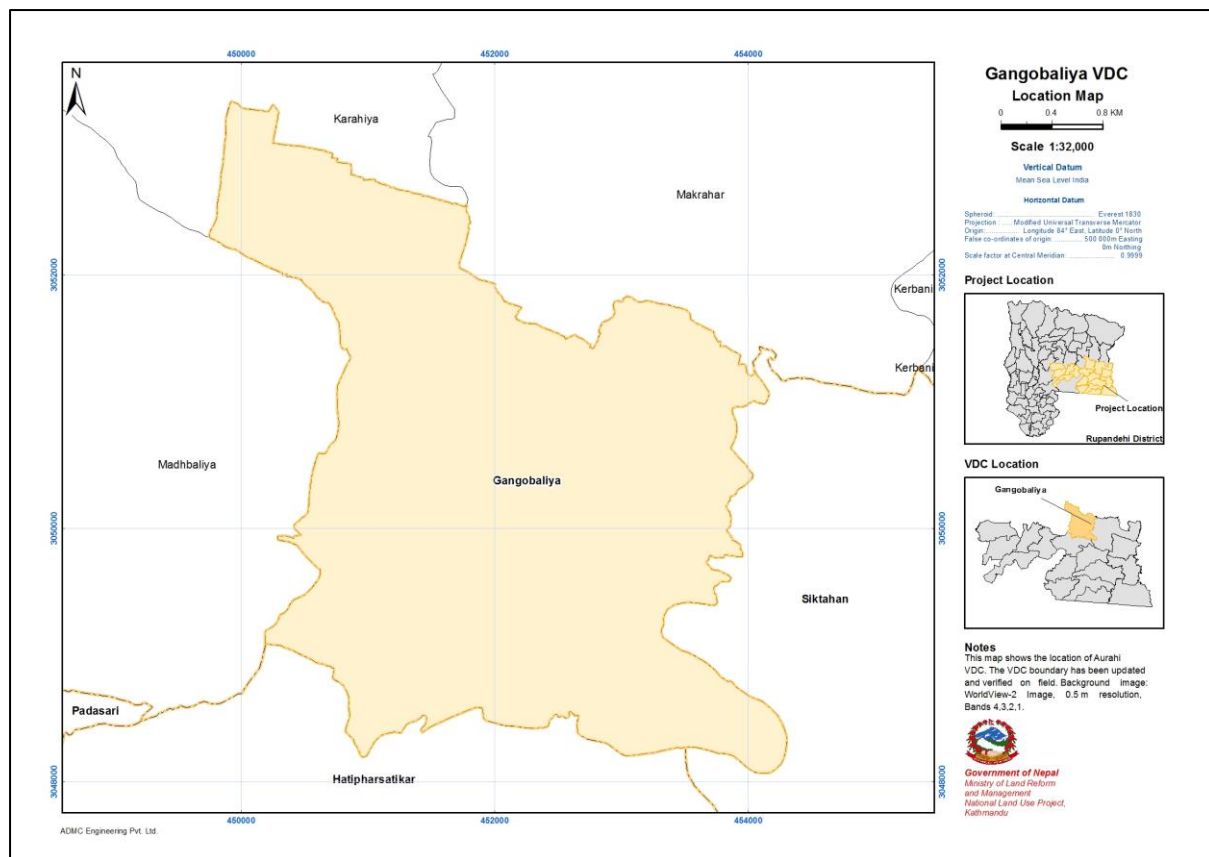 450000
452000
454000
N
Karahiya
Makrahar
3052000
3052000
Kerbani
Kerbani
Madhbaliya
Gangobaliya
3050000
3050000
Siktahan
Padasari
Hatipharsatikar
3048000
3048000
450000
452000
454000
ADMC Engineering Pvt. Ltd.
Gangobaliya VDC
Location Map
0 0.4 0.8 KM
Scale 1:32,000
Vertical Datum
Mean Sea Level India
Horizontal Datum
Spheroid: Everest 1830
Projection : Modified Universal Transverse Mercator
Origin: Longitude 84° East, Latitude 0° North
False co-ordinates of origin: 500 000m Easting
0m Northing
Scale factor at Central Meridian: 0.9999
Project Location
Project Location
Rupandehi District
VDC Location
Gangobaliya
Notes
This map shows the location of Aurahi
VDC. The VDC boundary has been updated
and verified on field. Background image:
WorldView-2 Image, 0.5 m resolution,
Bands 4,3,2,1.
Government of Nepal
Ministry of Land Reform
and Management
National Land Use Project,
Kathmandu